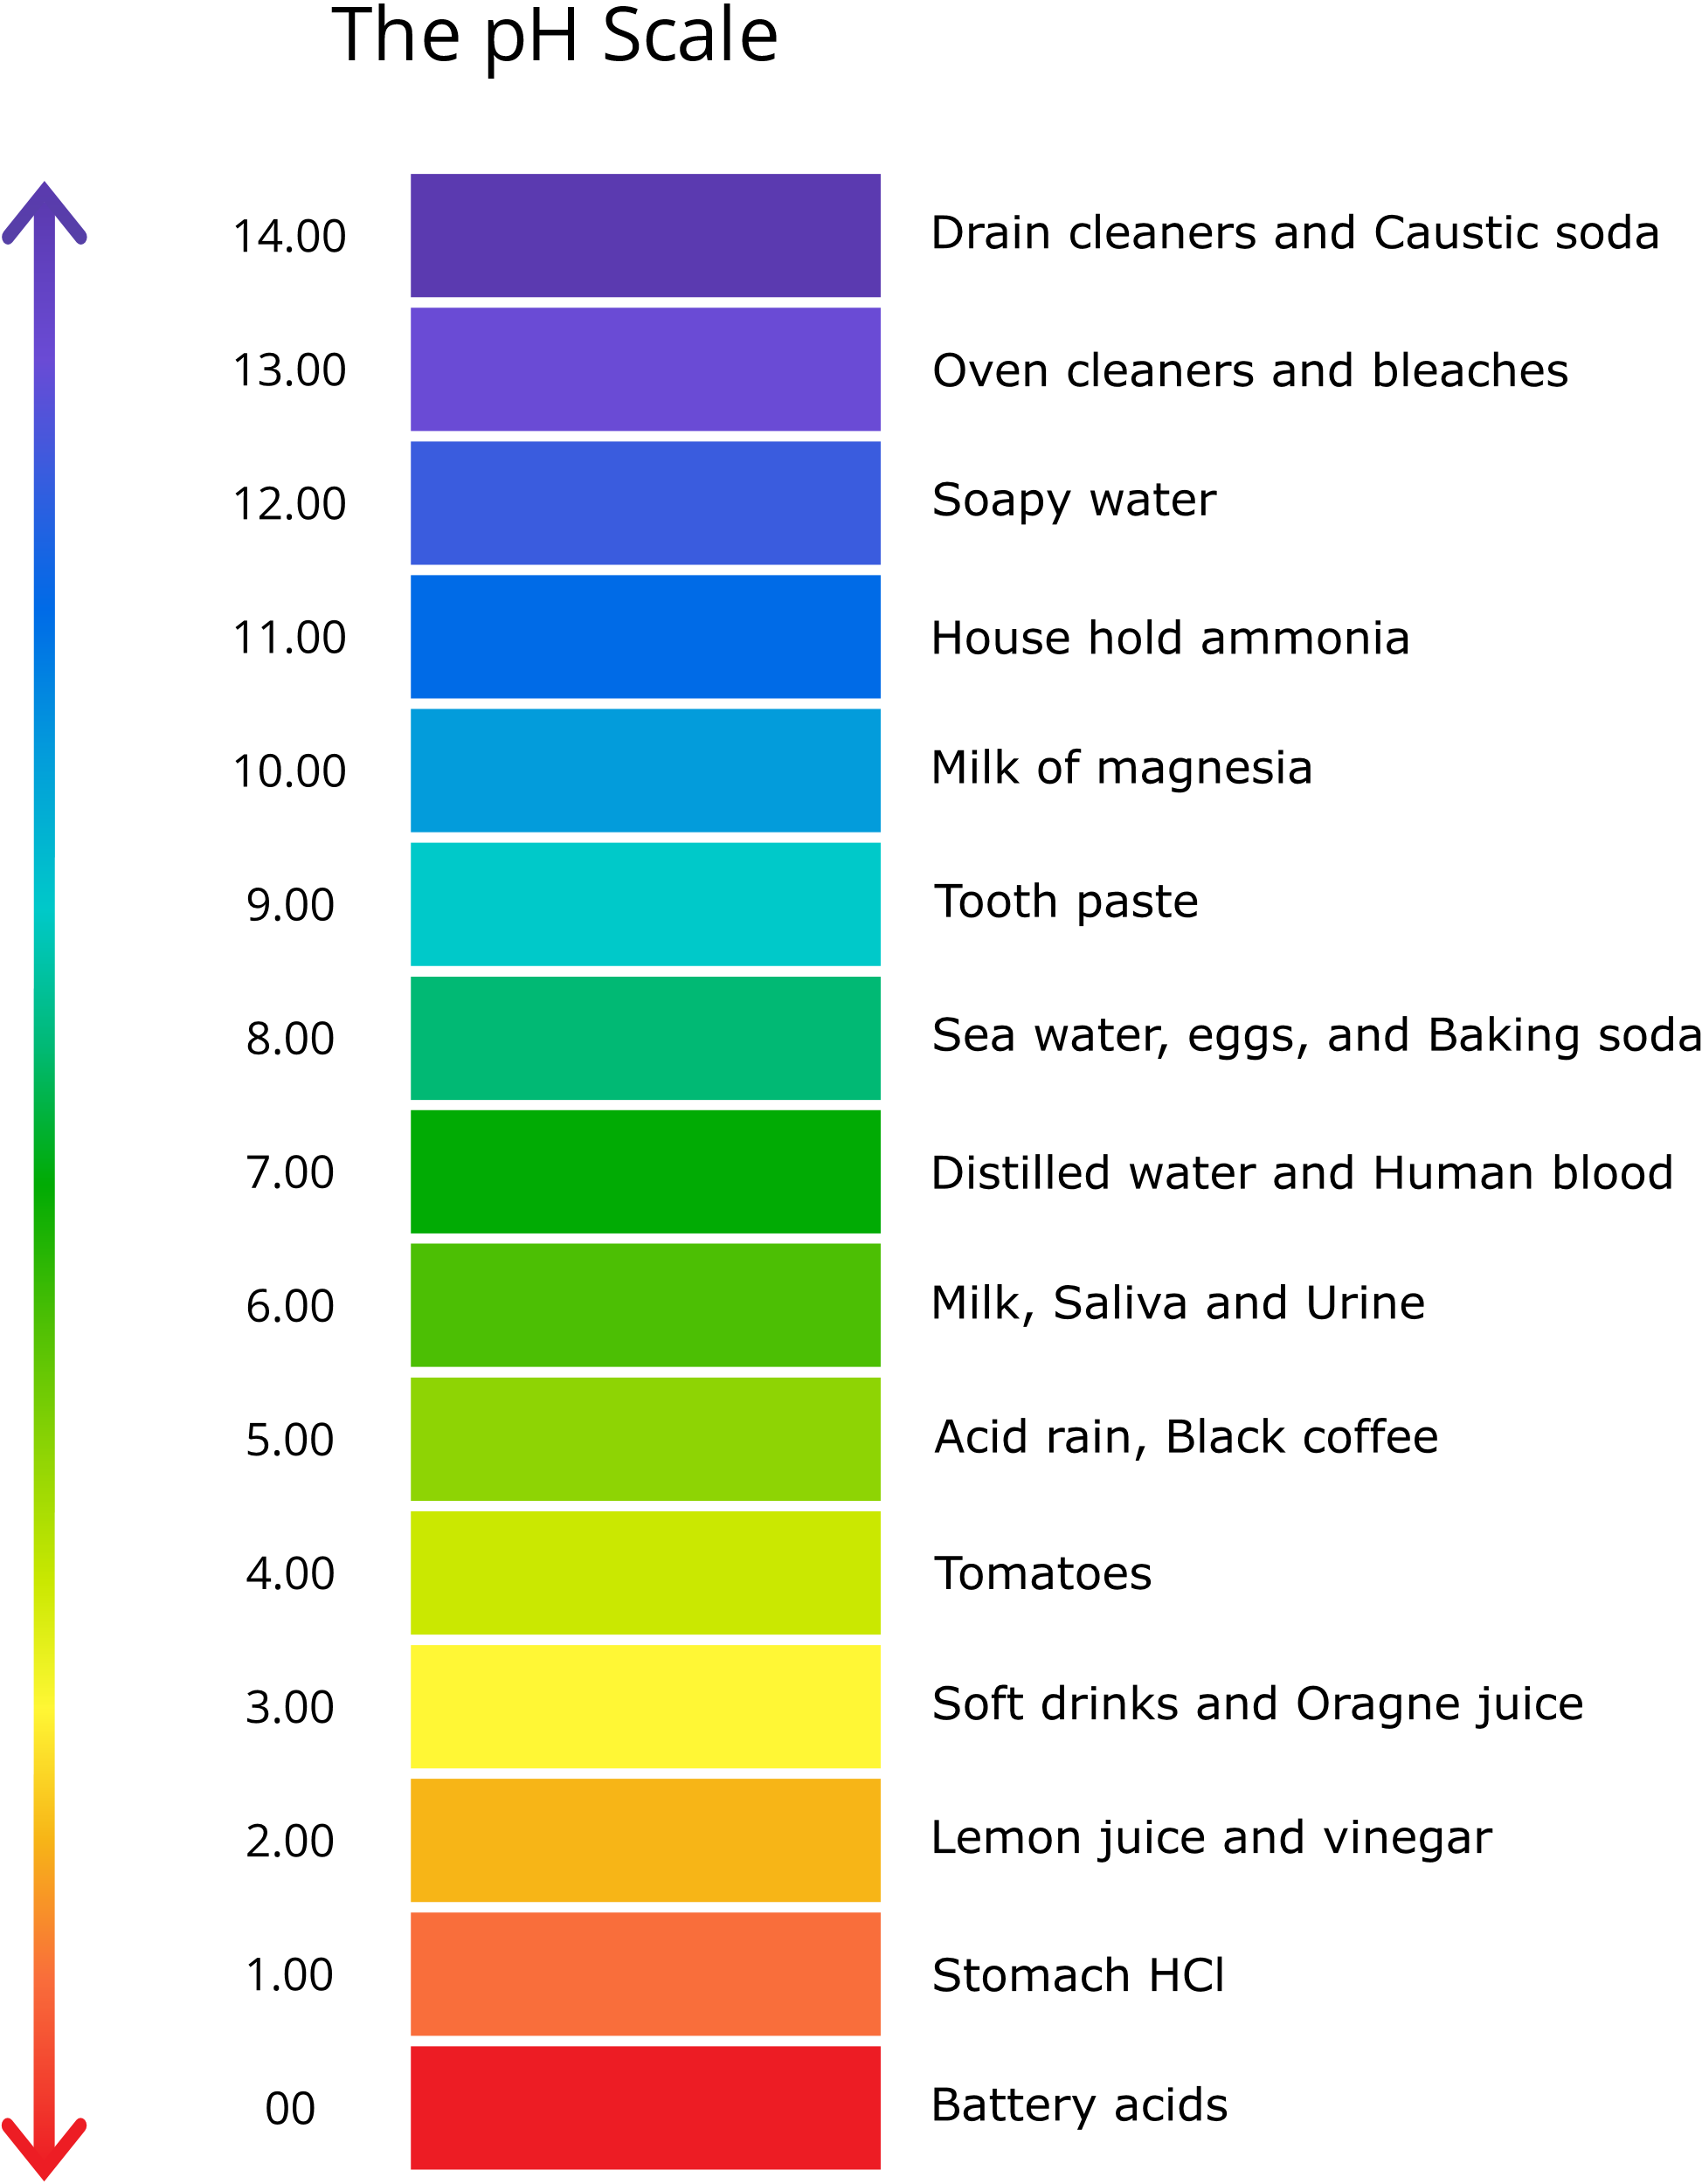 The pH Scale
14.00 Drain cleaners and Caustic soda
13.00 Oven cleaners and bleaches
12.00 Soapy water
11.00 House hold ammonia
10.00 Milk of magnesia
9.00 Tooth paste
8.00 Sea water, eggs, and Baking soda
7.00 Distilled water and Human blood
6.00 Milk, Saliva and Urine
5.00 Acid rain, Black coffee
4.00 Tomatoes
3.00 Soft drinks and Oragne juice
2.00 Lemon juice and vinegar
1.00 Stomach HCl
00 Battery acids